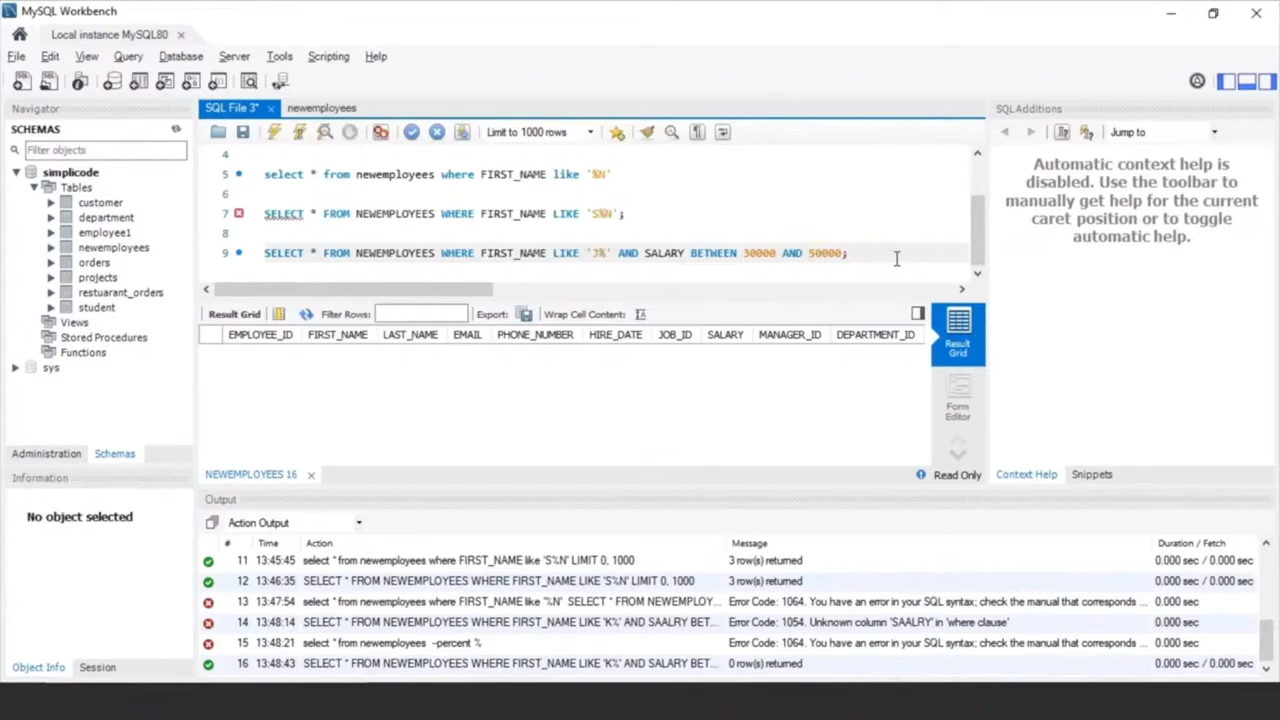 MySQL Workbench
Local instance MySQL80
File Edit View Query Database Server Tools Scripting Help
Navigator
SCHEMAS
Filter objects
simplicode
Tables
customer
department
employee1
newemployees
orders
projects
restuarant_orders
student
Views
Stored Procedures
Functions
sys
Administration Schemas
Information
No object selected
Object Info Session
SQL File 3* newemployees
Limit to 1000 rows
4
5 select * from newemployees where FIRST_NAME like '%N'
6
7 SELECT * FROM NEWEMPLOYEES WHERE FIRST_NAME LIKE 'S%N';
8
9 SELECT * FROM NEWEMPLOYEES WHERE FIRST_NAME LIKE 'J%' AND SALARY BETWEEN 30000 AND 50000;
Result Grid Filter Rows: Export: Wrap Cell Content:
EMPLOYEE_ID FIRST_NAME LAST_NAME EMAIL PHONE_NUMBER HIRE_DATE JOB_ID SALARY MANAGER_ID DEPARTMENT_ID
Result
Grid
Form
Editor
NEWEMPLOYEES 16 Read Only
SQLAdditions
Jump to
Automatic context help is
disabled. Use the toolbar to
manually get help for the current
caret position or to toggle
automatic help.
Context Help Snippets
Output
Action Output
# Time Action Message Duration / Fetch
11 13:45:45 select * from newemployees where FIRST_NAME like 'S%N' LIMIT 0, 1000 3 row(s) returned 0.000 sec / 0.000 sec
12 13:46:35 SELECT * FROM NEWEMPLOYEES WHERE FIRST_NAME LIKE 'S%N' LIMIT 0, 1000 3 row(s) returned 0.000 sec / 0.000 sec
13 13:47:54 select * from newemployees where FIRST_NAME like '%N' SELECT * FROM NEWEMPLOY... Error Code: 1064. You have an error in your SQL syntax; check the manual that corresponds ... 0.000 sec
14 13:48:14 SELECT * FROM NEWEMPLOYEES WHERE FIRST_NAME LIKE 'K%' AND SAALRY BET... Error Code: 1054. Unknown column 'SAALRY' in 'where clause' 0.000 sec
15 13:48:21 select * from newemployees --percent % Error Code: 1064. You have an error in your SQL syntax; check the manual that corresponds ... 0.000 sec
16 13:48:43 SELECT * FROM NEWEMPLOYEES WHERE FIRST_NAME LIKE 'K%' AND SALARY BET... 0 row(s) returned 0.000 sec / 0.000 sec